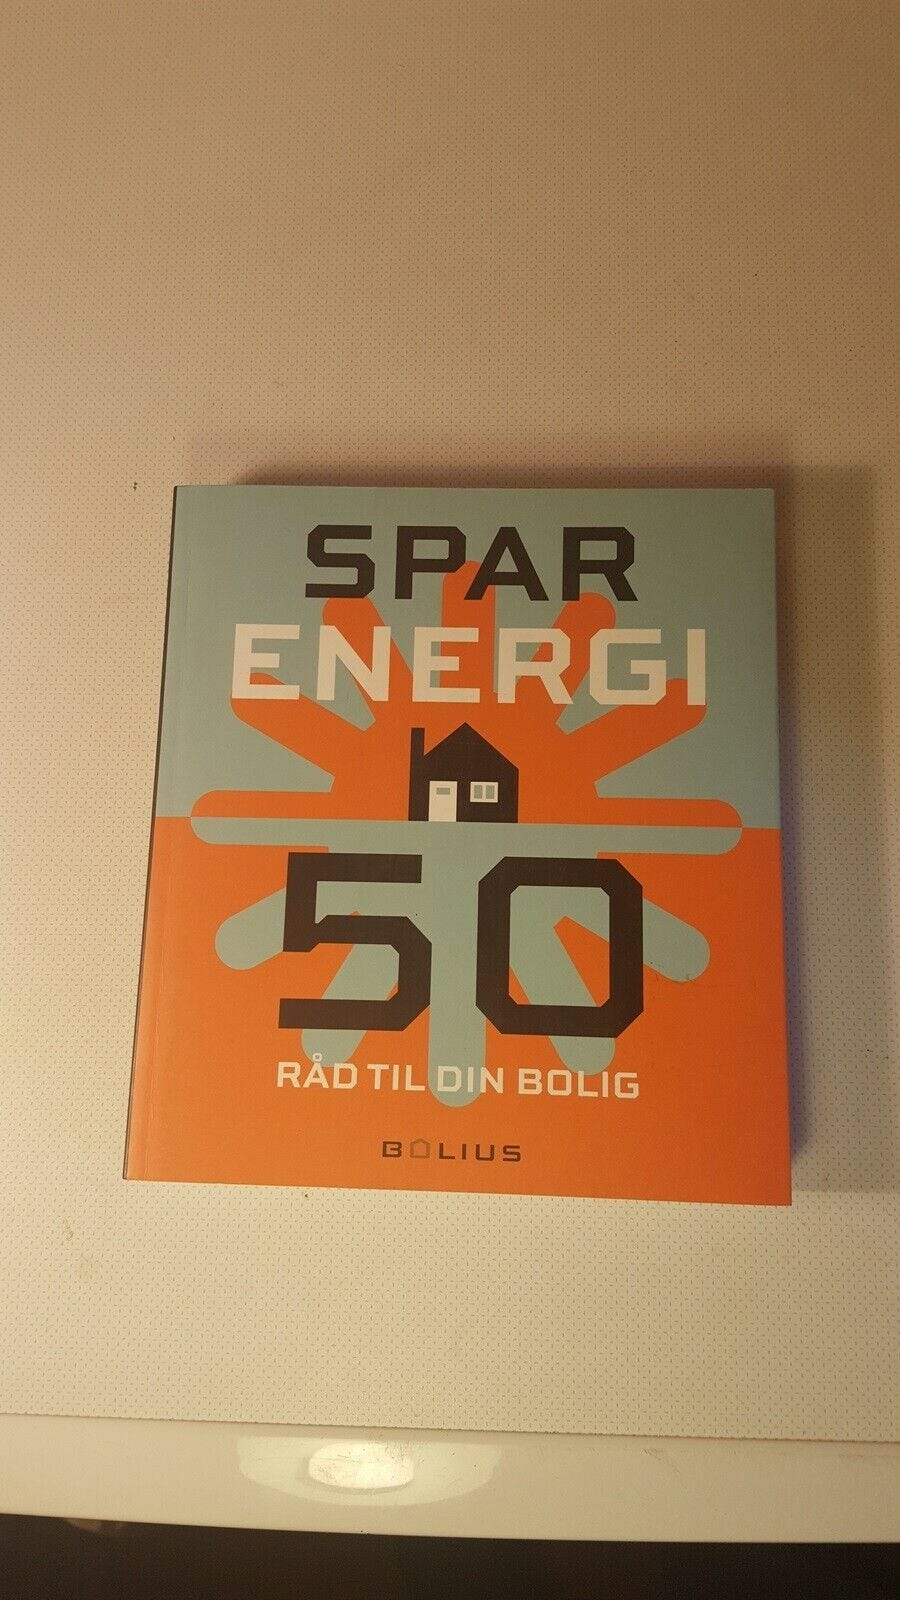 SPAR
ENERGI
50
RÅD TIL DIN BOLIG
BOLIUS